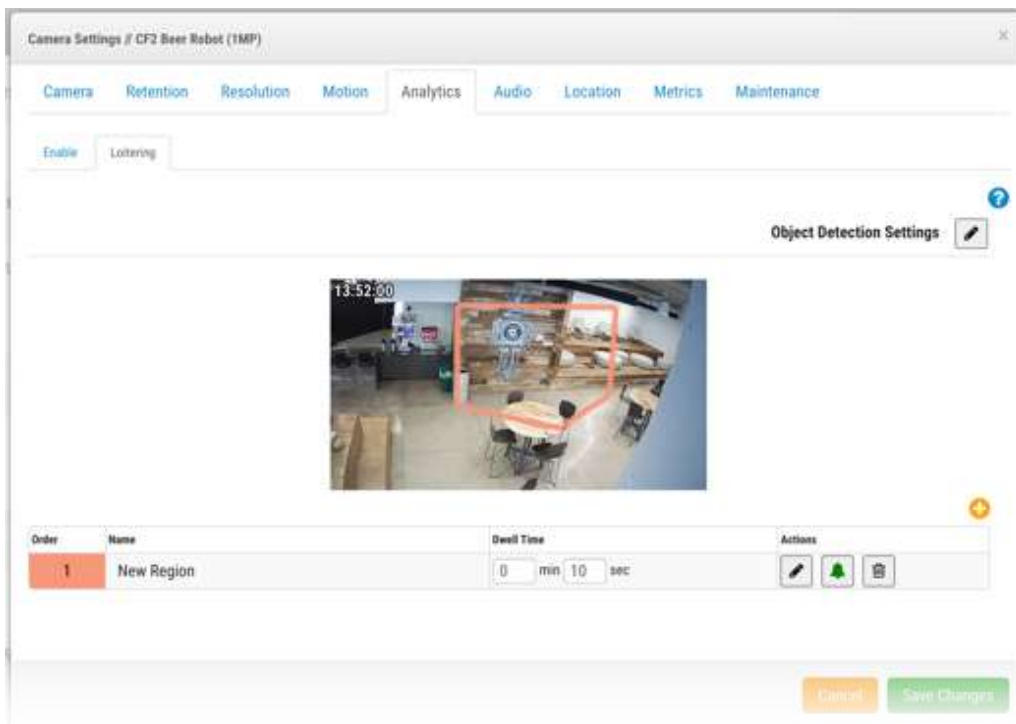 Camera Settings // CF2 Beer Robot (1MP)
×
Camera Retention Resolution Motion Analytics Audio Location Metrics Maintenance
Enable Loitering
?
Object Detection Settings
13:52:00
Order Name Dwell Time Actions
1 New Region 0 min 10 sec
Cancel Save Changes